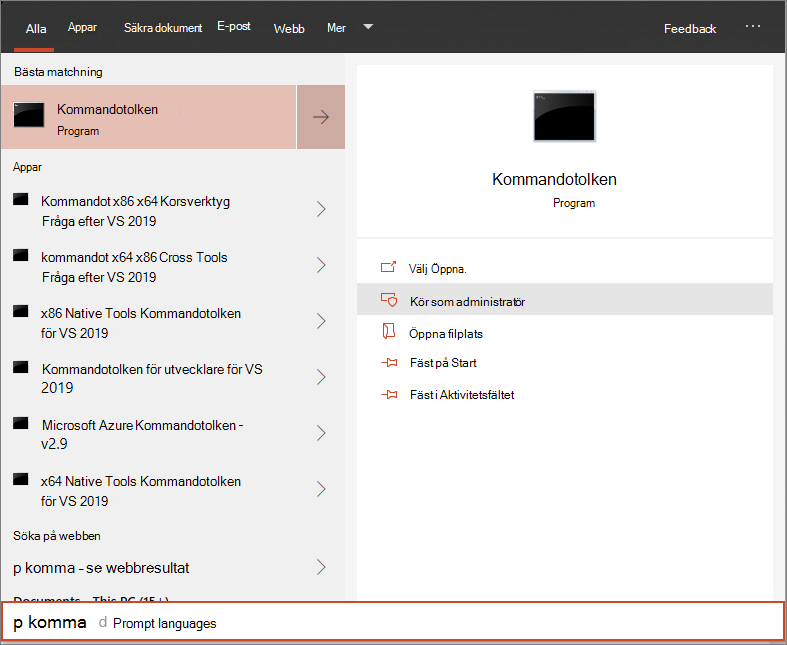 Alla
Appar
Säkra dokument
E-post
Webb
Mer
Feedback
Bästa matchning
Kommandotolken
Program
Appar
Kommandot x86 x64 Korsverktyg
Fråga efter VS 2019
kommandot x64 x86 Cross Tools
Fråga efter VS 2019
x86 Native Tools Kommandotolken
för VS 2019
Kommandotolken för utvecklare för VS
2019
Microsoft Azure Kommandotolken -
v2.9
x64 Native Tools Kommandotolken
för VS 2019
Söka på webben
p komma – se webbresultat
Documents - This PC (15+)
Kommandotolken
Program
Välj Öppna.
Kör som administratör
Öppna filplats
Fäst på Start
Fäst i Aktivitetsfältet
p komma d Prompt languages